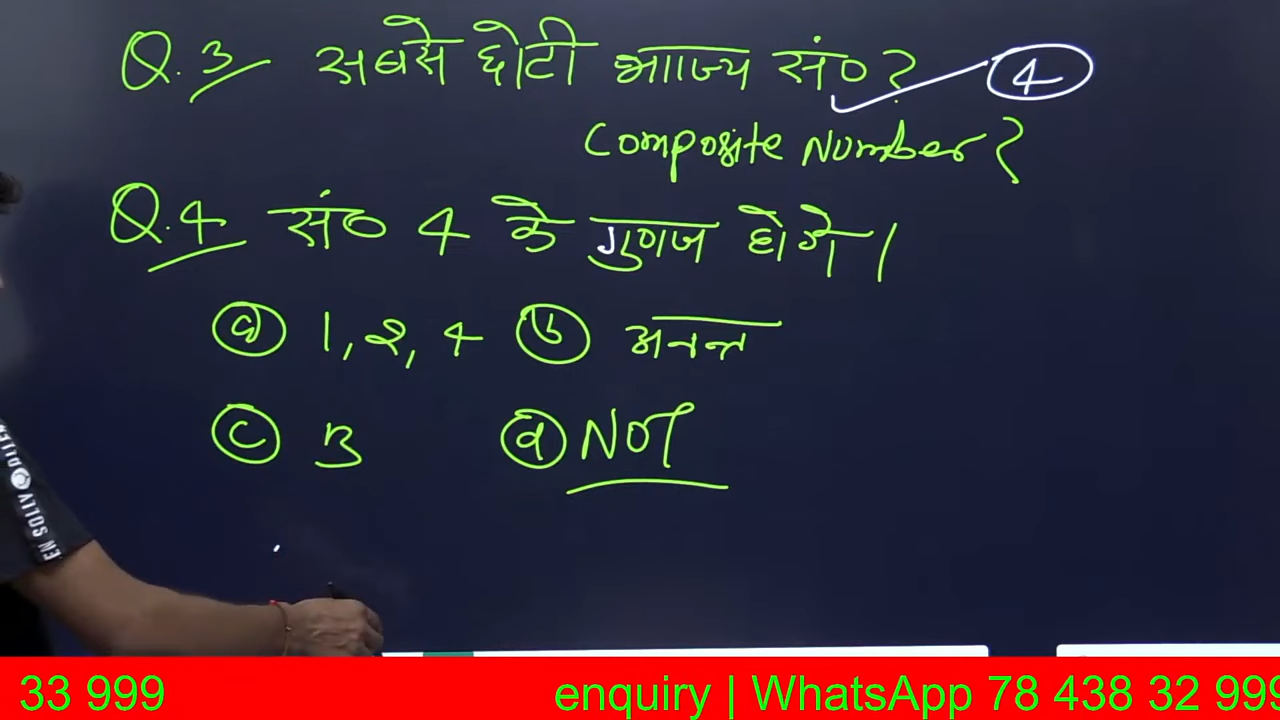 Q.3 सबसे छोटी भाज्य सं०? 4
Composite Number?
Q.4 सं० 4 के गुणज होंगे।
(a) 1, 2, 4 (b) अनन्त
(c) 3 (d) NOT
33 999 enquiry | WhatsApp 78 438 32 999